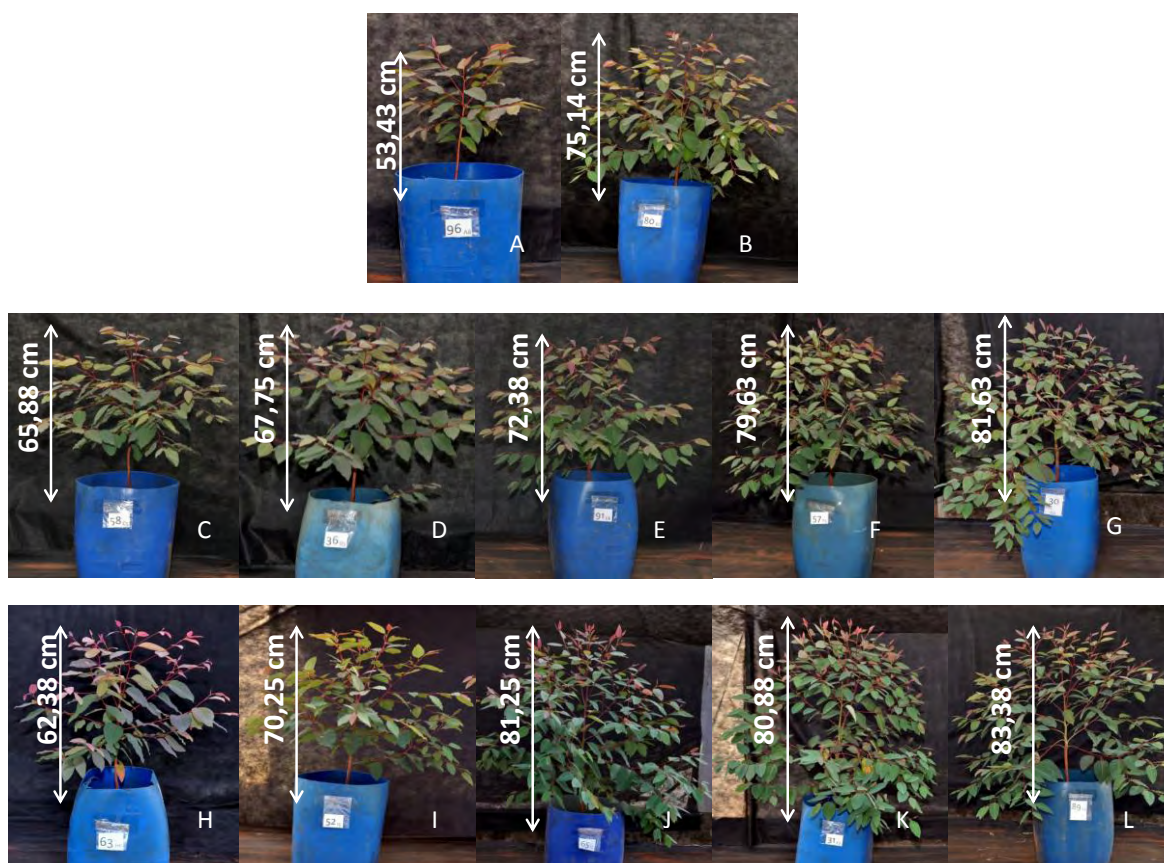 53,43 cm
96
A
75,14 cm
80
B
65,88 cm
58
C
67,75 cm
36
D
72,38 cm
91
E
79,63 cm
57
F
81,63 cm
30
G
62,38 cm
63
H
70,25 cm
52
I
81,25 cm
J
80,88 cm
31
K
83,38 cm
89
L